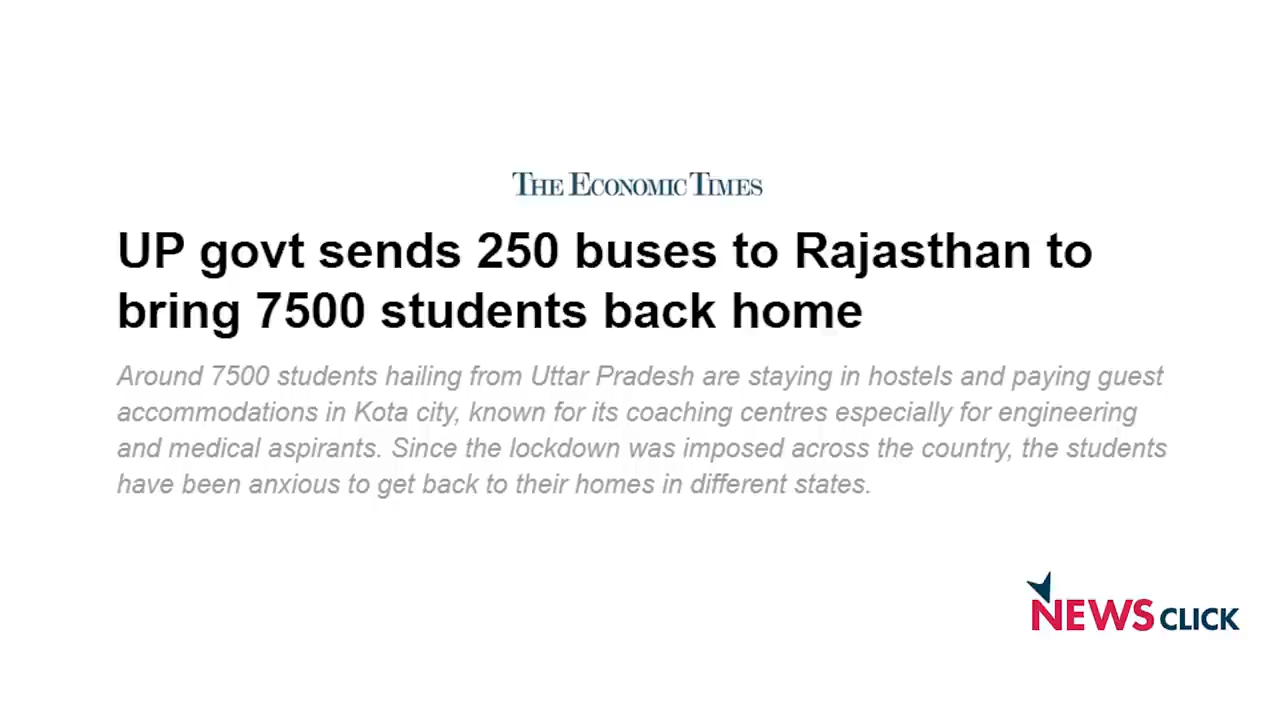 THE ECONOMIC TIMES
UP govt sends 250 buses to Rajasthan to
bring 7500 students back home
Around 7500 students hailing from Uttar Pradesh are staying in hostels and paying guest
accommodations in Kota city, known for its coaching centres especially for engineering
and medical aspirants. Since the lockdown was imposed across the country, the students
have been anxious to get back to their homes in different states.
NEWSCLICK